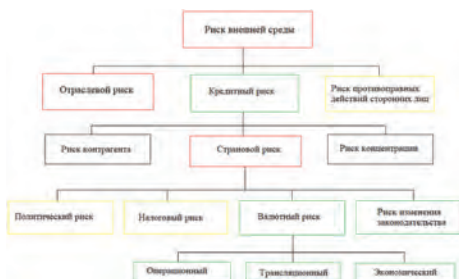 Риск внешней среды
Отраслевой риск
Кредитный риск
Риск противоправных
действий сторонних лиц
Риск контрагента
Страновой риск
Риск концентрации
Политический риск
Налоговый риск
Валютный риск
Риск изменения
законодательства
Операционный
Трансляционный
Экономический